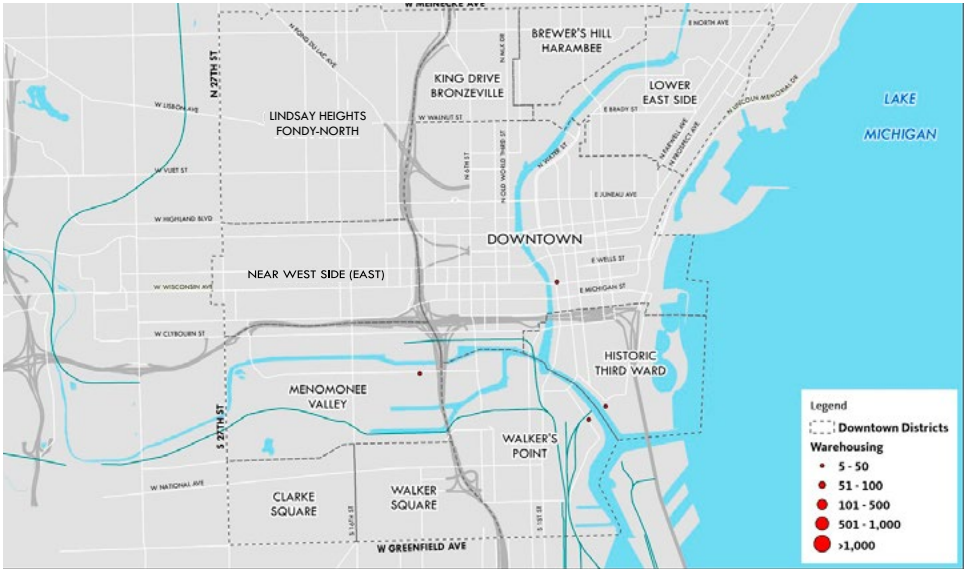 W MEINECKE AVE
E NORTH AVE
N FOND DU LAC AVE
N MLK DR
BREWER'S HILL
HARAMBEE
N 27TH ST
KING DRIVE
BRONZEVILLE
LOWER
EAST SIDE
N LINCOLN MEMORIAL DR
LAKE
MICHIGAN
W LISBON AVE
E BRADY ST
LINDSAY HEIGHTS
FONDY-NORTH
W WALNUT ST
N FARWELL AVE
N PROSPECT AVE
N WATER ST
N 6TH ST
N OLD WORLD THIRD ST
W VLIET ST
E JUNEAU AVE
W HIGHLAND BLVD
DOWNTOWN
E WELLS ST
NEAR WEST SIDE (EAST)
W WISCONSIN AVE
E MICHIGAN ST
W CLYBOURN ST
HISTORIC
THIRD WARD
MENOMONEE
VALLEY
S 27TH ST
WALKER'S
POINT
W NATIONAL AVE
CLARKE
SQUARE
WALKER
SQUARE
S 16TH ST
S 1ST ST
W GREENFIELD AVE
Legend
Downtown Districts
Warehousing
5 - 50
51 - 100
101 - 500
501 - 1,000
>1,000